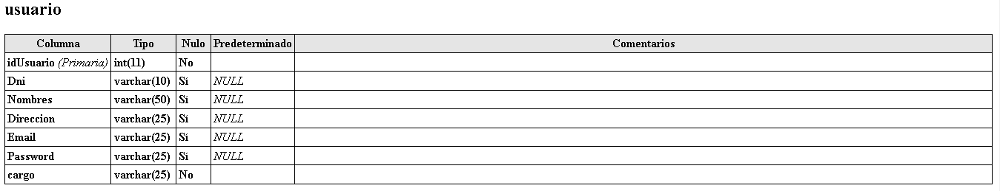 usuario
Columna Tipo Nulo Predeterminado Comentarios
idUsuario (Primaria) int(11) No
Dni varchar(10) Sí NULL
Nombres varchar(50) Sí NULL
Direccion varchar(25) Sí NULL
Email varchar(25) Sí NULL
Password varchar(25) Sí NULL
cargo varchar(25) No